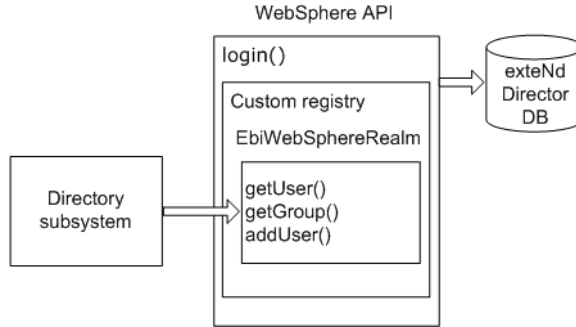 WebSphere API
login()
exteNd
Director
DB
Custom registry
EbiWebSphereRealm
getUser()
getGroup()
addUser()
Directory
subsystem